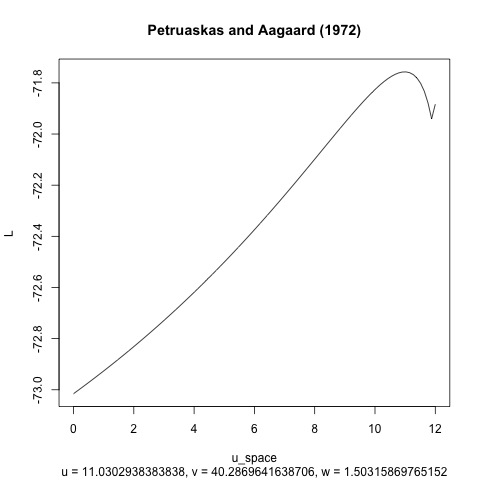 Petruaskas and Aagaard (1972)
-71.8
-72.0
-72.2
-72.4
-72.6
-72.8
-73.0
L
0 2 4 6 8 10 12
u_space
u = 11.0302938383838, v = 40.2869641638706, w = 1.50315869765152